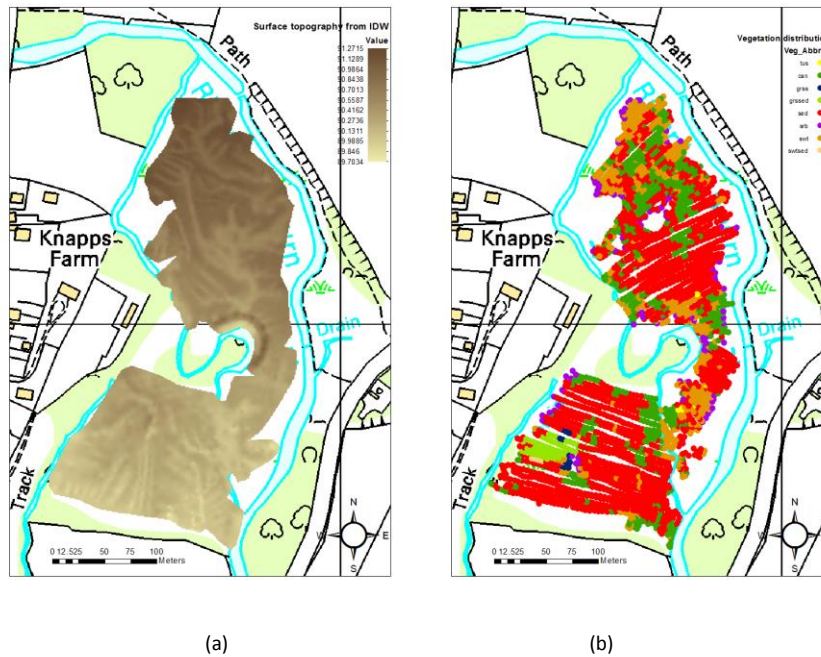 Surface topography from IDW
Value
91.2715
91.1289
90.9864
90.8438
90.7013
90.5587
90.4162
90.2736
90.1311
89.9885
89.846
89.7034
Path
Knapps
Farm
Drain
Track
N
W
E
S
0 12.525 50 75 100
Meters
(a)
Vegetation distributio
Veg_Abbr
tus
can
gras
grssed
sed
arb
swt
swtsed
Path
Knapps
Farm
Drain
Track
N
W
S
0 12.525 50 75 100
Meters
(b)